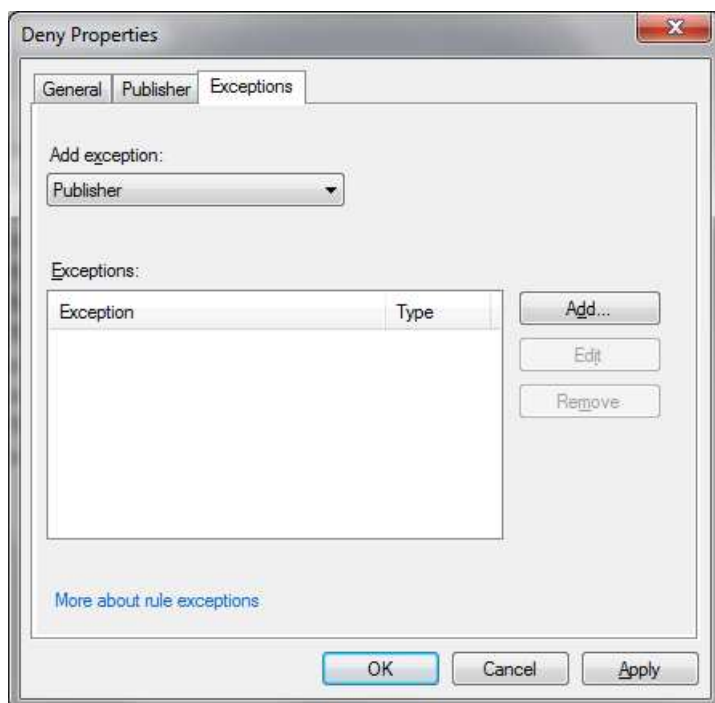 Deny Properties
General Publisher Exceptions
Add exception:
Publisher
Exceptions:
Exception Type
Add...
Edit
Remove
More about rule exceptions
OK Cancel Apply